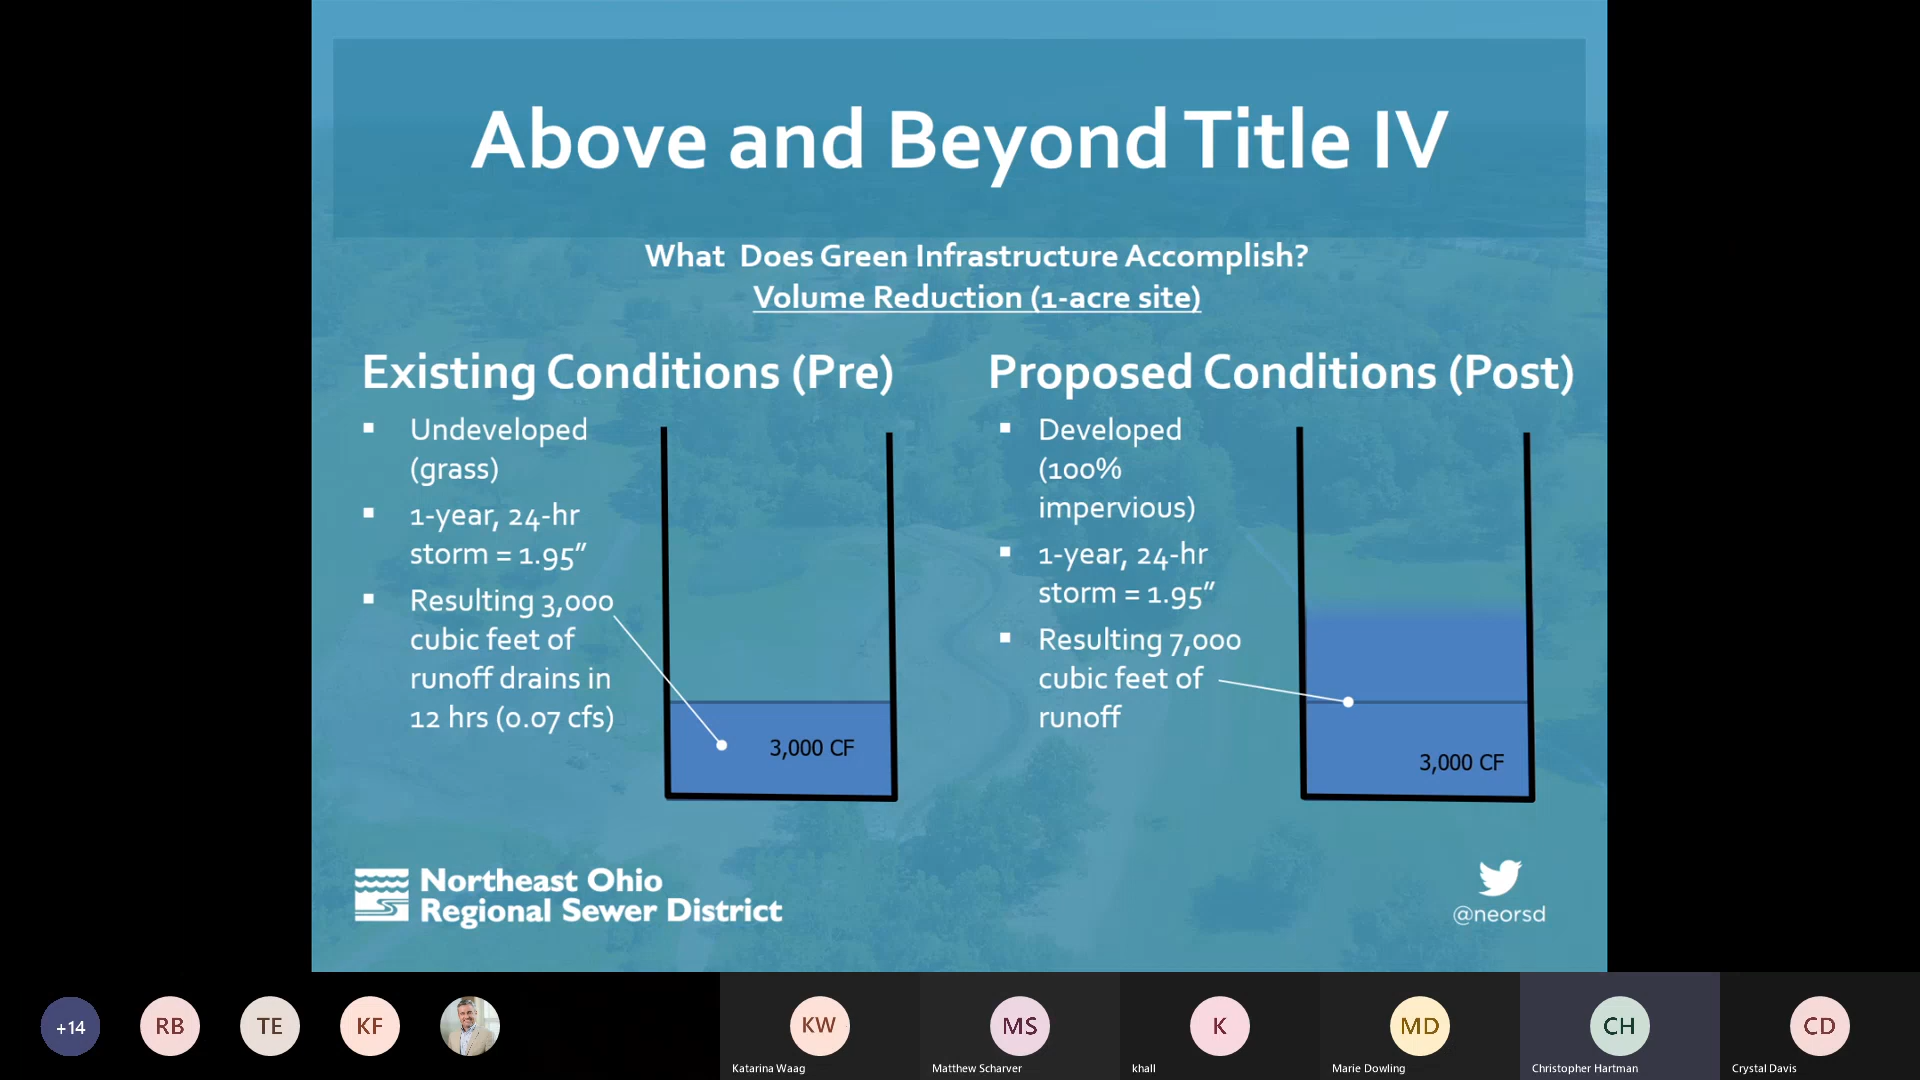 Above and Beyond Title IV
What Does Green Infrastructure Accomplish?
Volume Reduction (1-acre site)
Existing Conditions (Pre)
Undeveloped
(grass)
1-year, 24-hr
storm = 1.95”
Resulting 3,000
cubic feet of
runoff drains in
12 hrs (0.07 cfs)
3,000 CF
Proposed Conditions (Post)
Developed
(100%
impervious)
1-year, 24-hr
storm = 1.95”
Resulting 7,000
cubic feet of
runoff
3,000 CF
Northeast Ohio
Regional Sewer District
@neorsd
+14
RB
TE
KF
KW
Katarina Waag
MS
Matthew Scharver
K
khall
MD
Marie Dowling
CH
Christopher Hartman
CD
Crystal Davis